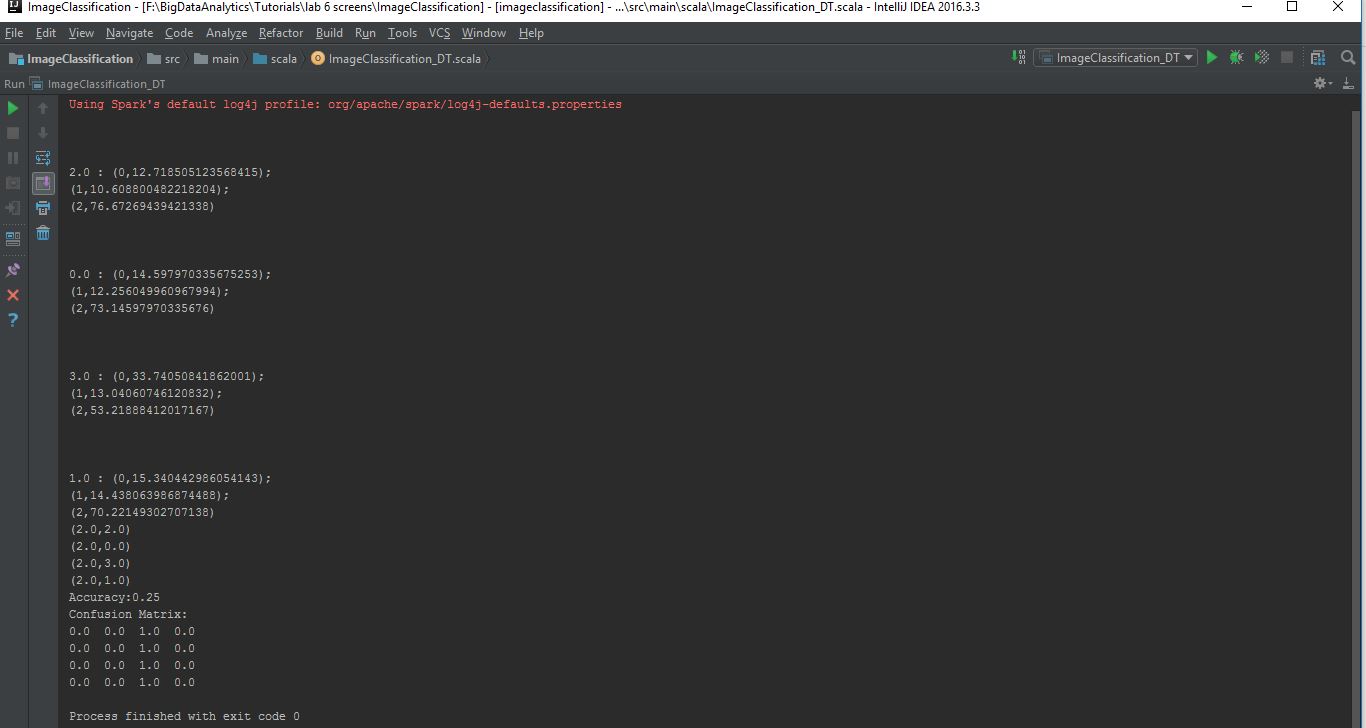 ImageClassification - [F:\BigDataAnalytics\Tutorials\lab 6 screens\ImageClassification] - [imageclassification] - ...\src\main\scala\ImageClassification_DT.scala - IntelliJ IDEA 2016.3.3
File Edit View Navigate Code Analyze Refactor Build Run Tools VCS Window Help
ImageClassification src main scala ImageClassification_DT.scala ImageClassification_DT
Run ImageClassification_DT
Using Spark's default log4j profile: org/apache/spark/log4j-defaults.properties
2.0 : (0,12.718505123568415);
(1,10.608800482218204);
(2,76.67269439421338)
0.0 : (0,14.597970335675253);
(1,12.256049960967994);
(2,73.14597970335676)
3.0 : (0,33.74050841862001);
(1,13.04060746120832);
(2,53.21888412017167)
1.0 : (0,15.340442986054143);
(1,14.438063986874488);
(2,70.22149302707138)
(2.0,2.0)
(2.0,0.0)
(2.0,3.0)
(2.0,1.0)
Accuracy:0.25
Confusion Matrix:
0.0 0.0 1.0 0.0
0.0 0.0 1.0 0.0
0.0 0.0 1.0 0.0
0.0 0.0 1.0 0.0
Process finished with exit code 0